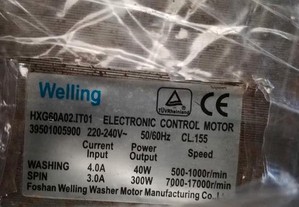 Welling
HXG60A02.IT01 ELECTRONIC CONTROL MOTOR
39501005900 220-240V~ 50/60Hz CL.155
Current Power Speed
Input Output
WASHING 4.0A 40W 500-1000r/min
SPIN 3.0A 300W 7000-17000r/min
Foshan Welling Washer Motor Manufacturing Co.